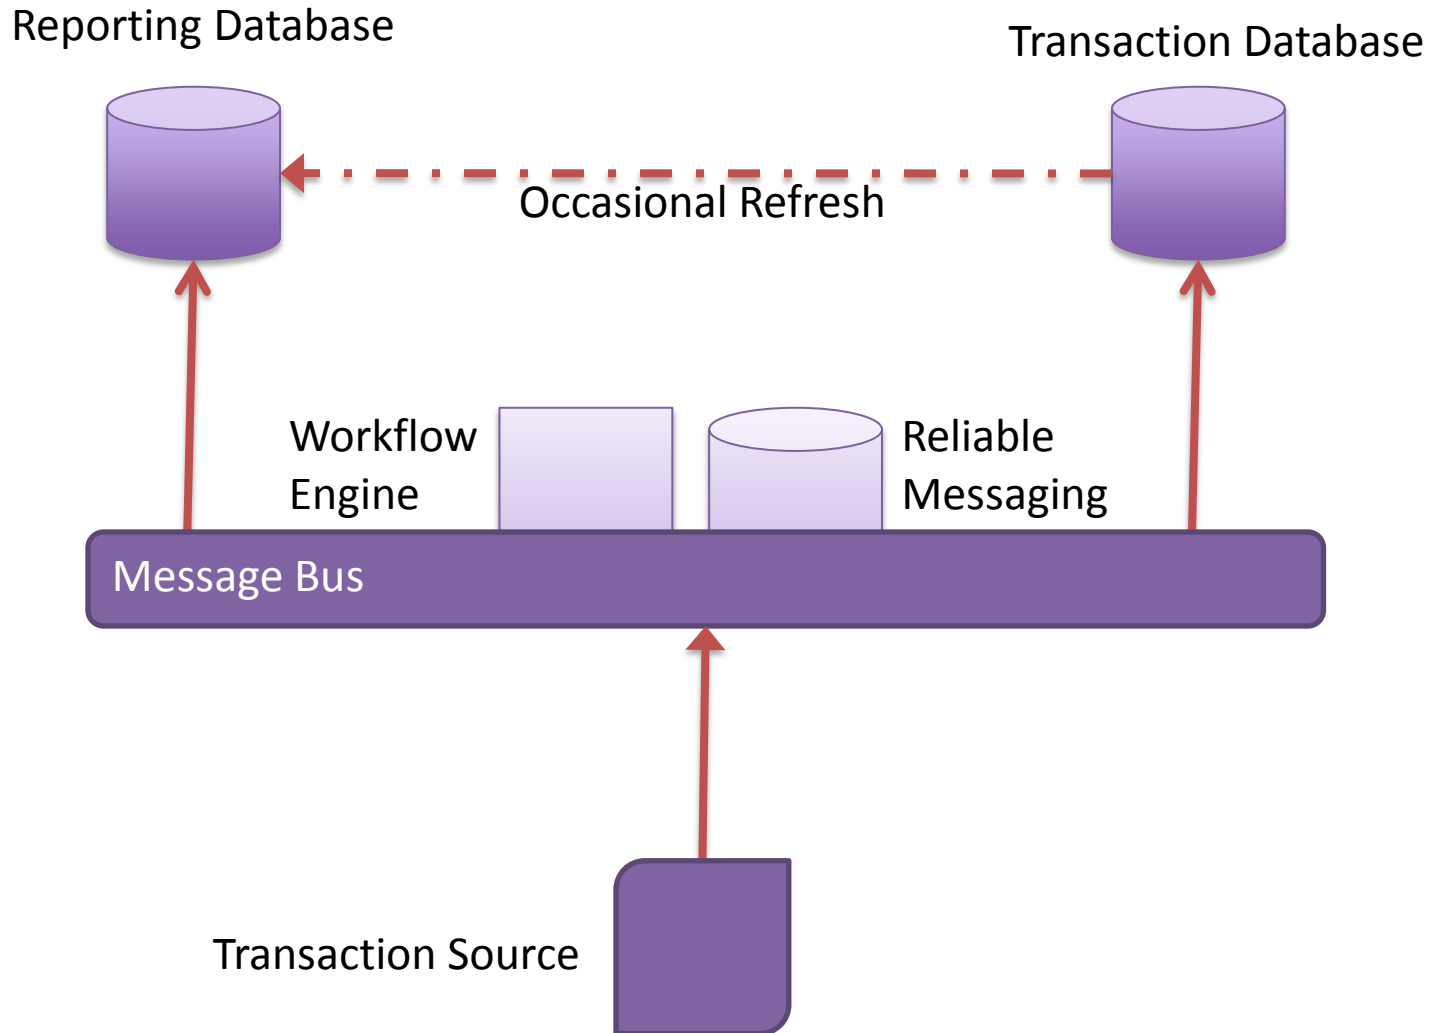 Reporting Database
Transaction Database
Occasional Refresh
Workflow
Engine
Reliable
Messaging
Message Bus
Transaction Source